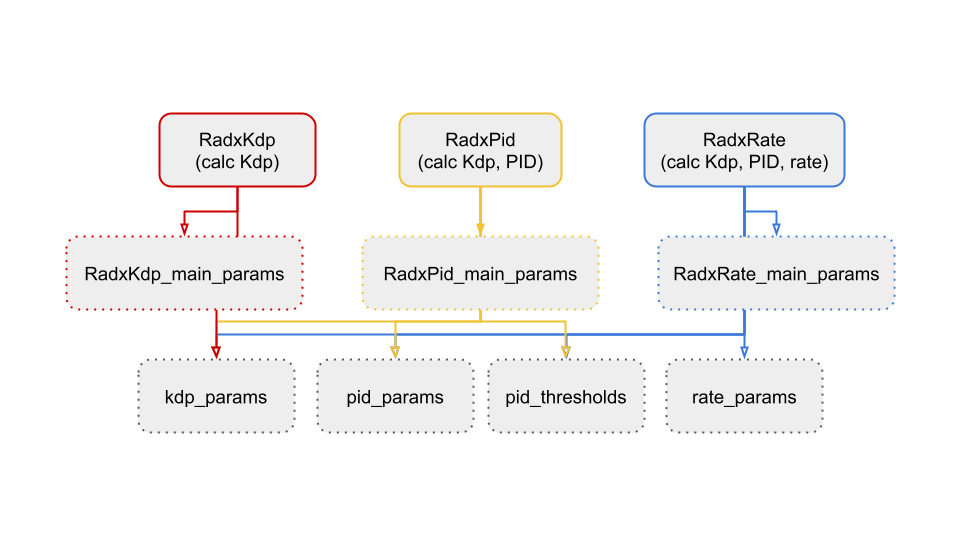 RadxKdp
(calc Kdp)
RadxPid
(calc Kdp, PID)
RadxRate
(calc Kdp, PID, rate)
RadxKdp_main_params
RadxPid_main_params
RadxRate_main_params
kdp_params
pid_params
pid_thresholds
rate_params